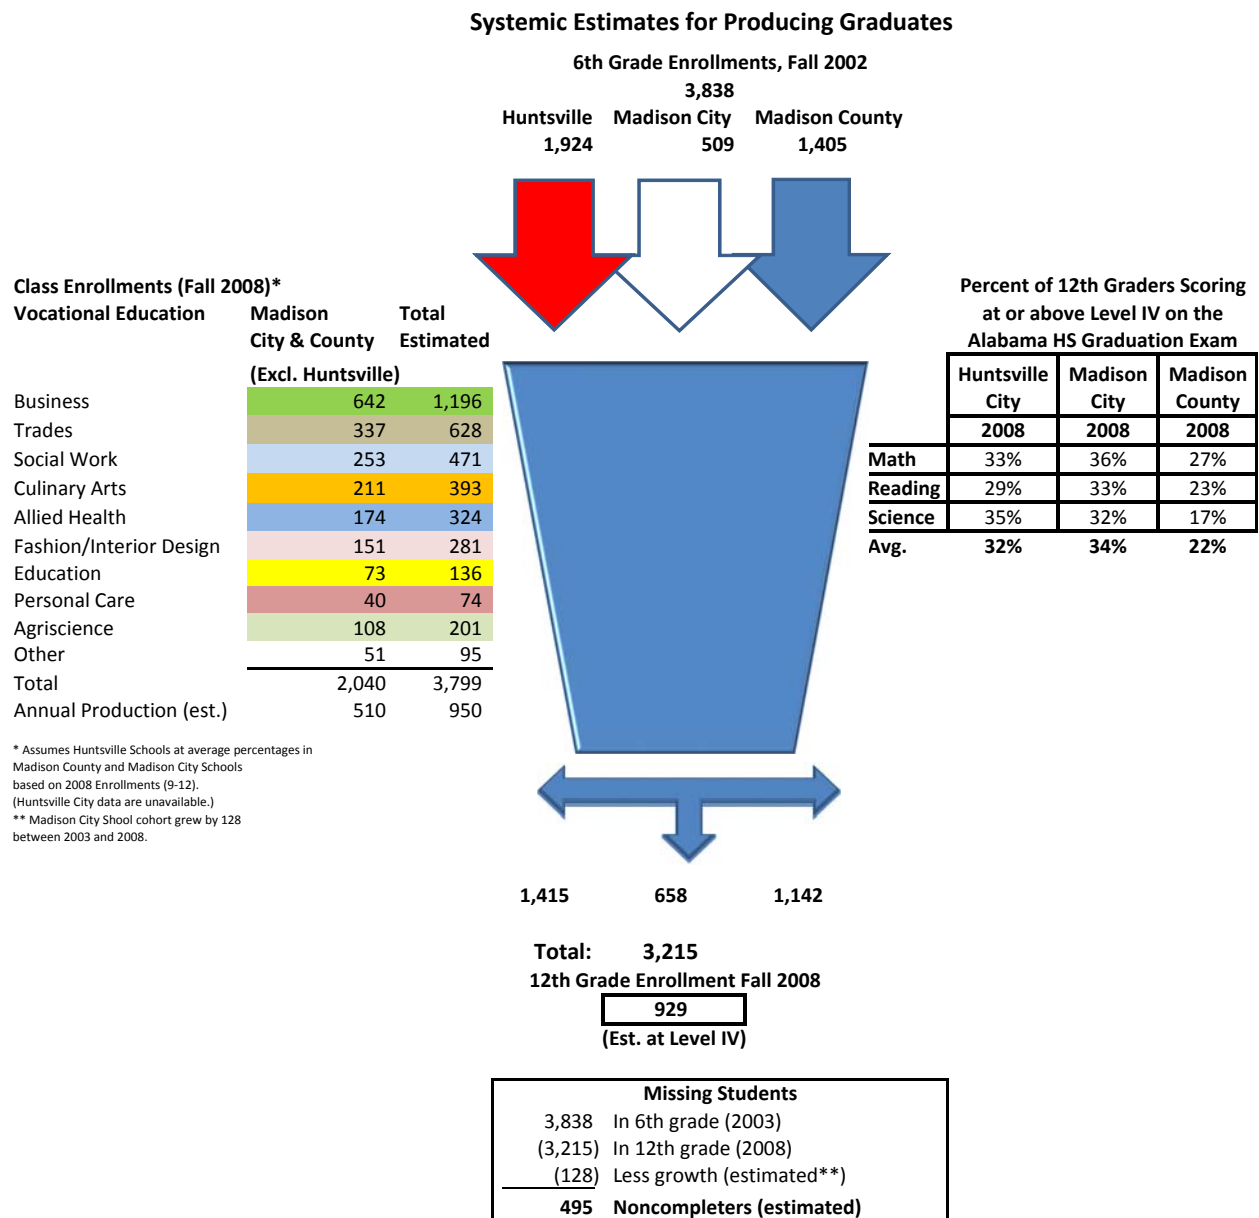 Systemic Estimates for Producing Graduates
6th Grade Enrollments, Fall 2002
3,838
Huntsville Madison City Madison County
1,924 509 1,405
Class Enrollments (Fall 2008)*
Vocational Education Madison Total
City & County Estimated
(Excl. Huntsville)
Business 642 1,196
Trades 337 628
Social Work 253 471
Culinary Arts 211 393
Allied Health 174 324
Fashion/Interior Design 151 281
Education 73 136
Personal Care 40 74
Agriscience 108 201
Other 51 95
Total 2,040 3,799
Annual Production (est.) 510 950
* Assumes Huntsville Schools at average percentages in
Madison County and Madison City Schools
based on 2008 Enrollments (9-12).
(Huntsville City data are unavailable.)
** Madison City Shool cohort grew by 128
between 2003 and 2008.
Percent of 12th Graders Scoring
at or above Level IV on the
Alabama HS Graduation Exam
Huntsville Madison Madison
City City County
2008 2008 2008
Math 33% 36% 27%
Reading 29% 33% 23%
Science 35% 32% 17%
Avg. 32% 34% 22%
1,415 658 1,142
Total: 3,215
12th Grade Enrollment Fall 2008
929
(Est. at Level IV)
Missing Students
3,838 In 6th grade (2003)
(3,215) In 12th grade (2008)
(128) Less growth (estimated**)
495 Noncompleters (estimated)